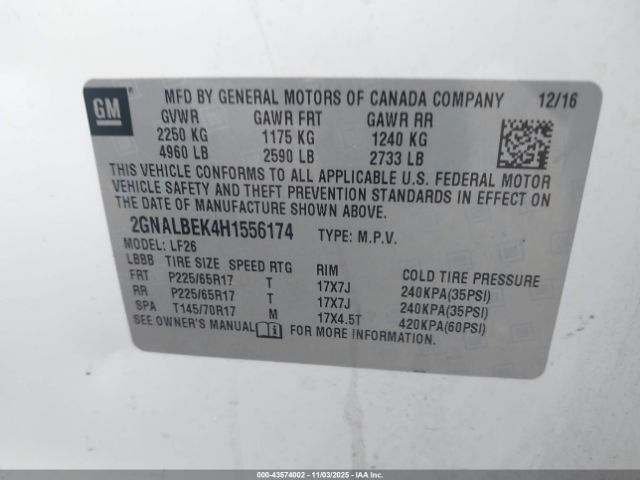 GM
MFD BY GENERAL MOTORS OF CANADA COMPANY 12/16
GVWR GAWR FRT GAWR RR
2250 KG 1175 KG 1240 KG
4960 LB 2590 LB 2733 LB
THIS VEHICLE CONFORMS TO ALL APPLICABLE U.S. FEDERAL MOTOR
VEHICLE SAFETY AND THEFT PREVENTION STANDARDS IN EFFECT ON
THE DATE OF MANUFACTURE SHOWN ABOVE.
2GNALBEK4H1556174 TYPE: M.P.V.
MODEL: LF26
LBBB TIRE SIZE SPEED RTG RIM COLD TIRE PRESSURE
FRT P225/65R17 T 17X7J 240KPA(35PSI)
RR P225/65R17 T 17X7J 240KPA(35PSI)
SPA T145/70R17 M 17X4.5T 420KPA(60PSI)
SEE OWNER'S MANUAL i FOR MORE INFORMATION.
000-43574002 - 11/03/2025 - IAAI.COM